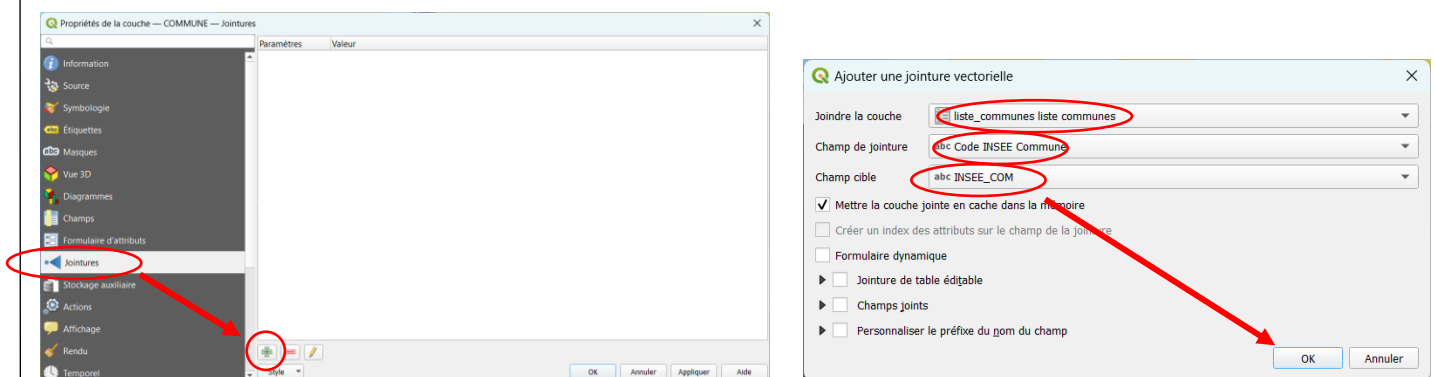 Propriétés de la couche — COMMUNE — Jointures
Paramètres Valeur
Information
Source
Symbologie
Étiquettes
Masques
Vue 3D
Diagrammes
Champs
Formulaire d'attributs
Jointures
Stockage auxiliaire
Actions
Affichage
Rendu
Temporel
Style
OK Annuler Appliquer Aide
Ajouter une jointure vectorielle
Joindre la couche liste_communes liste communes
Champ de jointure abc Code INSEE Commune
Champ cible abc INSEE_COM
Mettre la couche jointe en cache dans la mémoire
Créer un index des attributs sur le champ de la jointure
Formulaire dynamique
Jointure de table éditable
Champs joints
Personnaliser le préfixe du nom du champ
OK Annuler